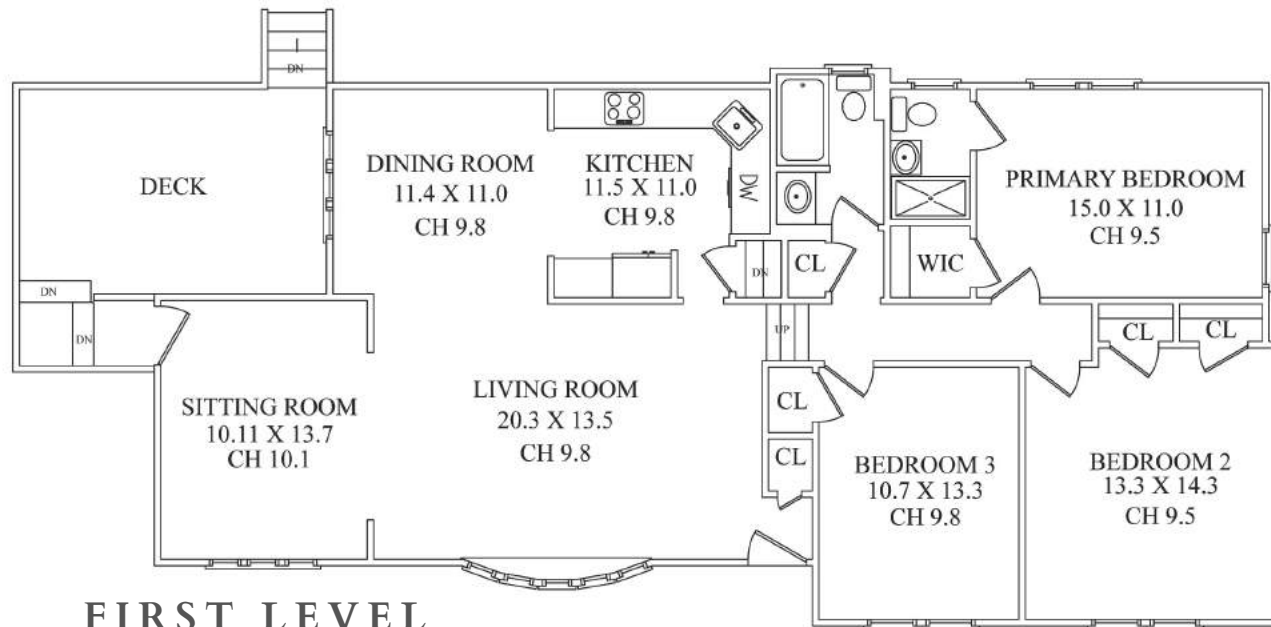 DN
DECK
DINING ROOM
11.4 X 11.0
CH 9.8
KITCHEN
11.5 X 11.0
CH 9.8
DW
PRIMARY BEDROOM
15.0 X 11.0
CH 9.5
DN
CL
WIC
DN
DN
UP
CL
CL
SITTING ROOM
10.11 X 13.7
CH 10.1
LIVING ROOM
20.3 X 13.5
CH 9.8
CL
CL
BEDROOM 3
10.7 X 13.3
CH 9.8
BEDROOM 2
13.3 X 14.3
CH 9.5
FIRST LEVEL